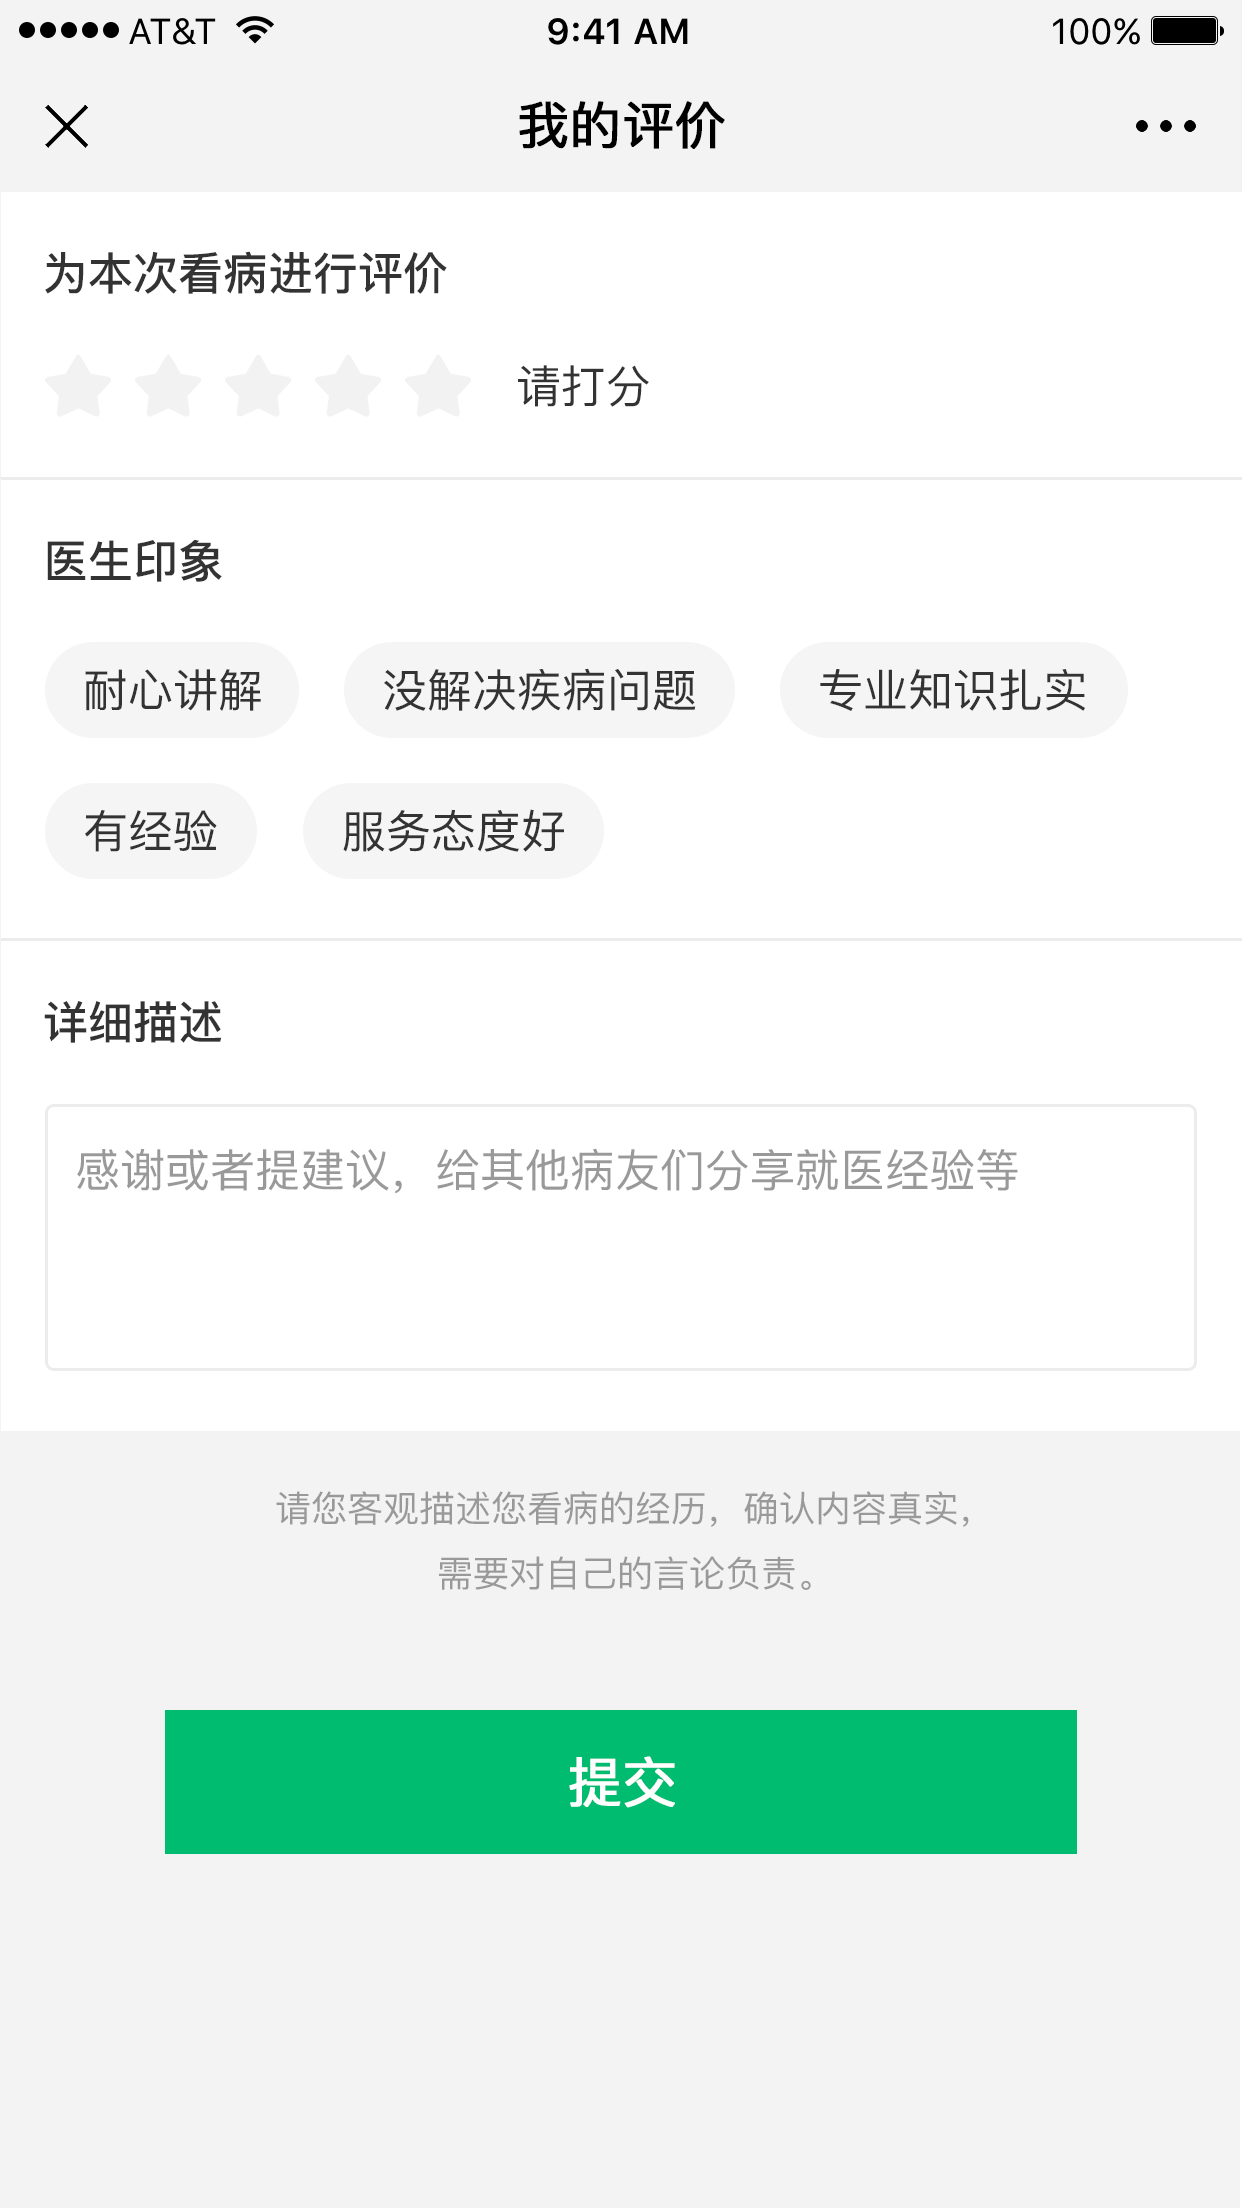 AT&T 9:41 AM 100%
我的评价
为本次看病进行评价
请打分
医生印象
耐心讲解 没解决疾病问题 专业知识扎实
有经验 服务态度好
详细描述
感谢或者提建议，给其他病友们分享就医经验等
请您客观描述您看病的经历，确认内容真实，
需要对自己的言论负责。
提交